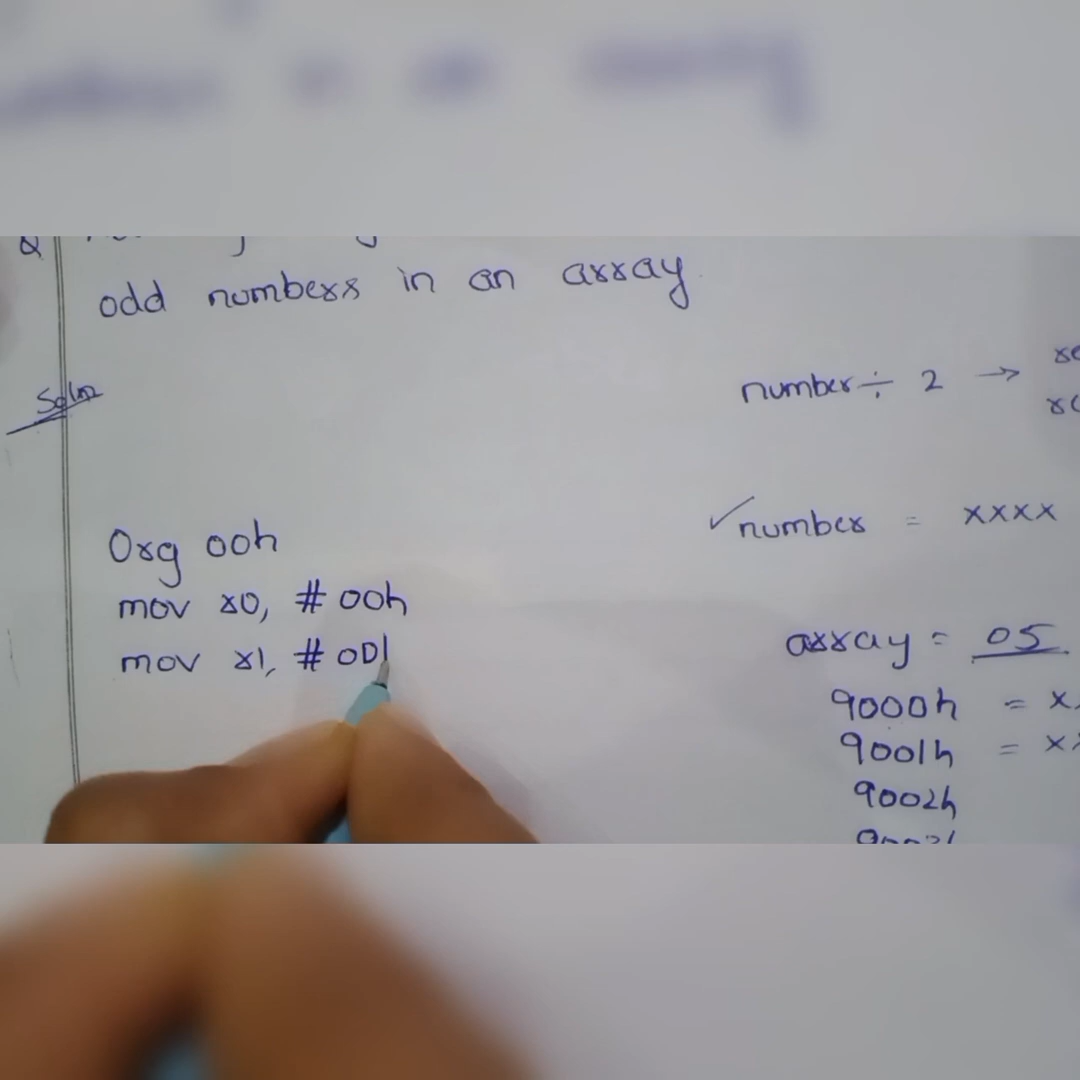 Q
odd numbers in an array
number ÷ 2 →
Soln
✓number = xxxx
Org 00h
mov r0, #00h
mov r1, #00
array = 05
9000h =
9001h =
9002h